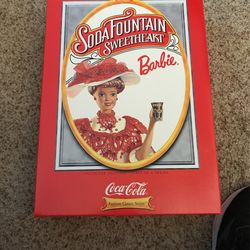 SODA FOUNTAIN
SWEETHEART
Barbie
Coca-Cola
Fashion Classic Series